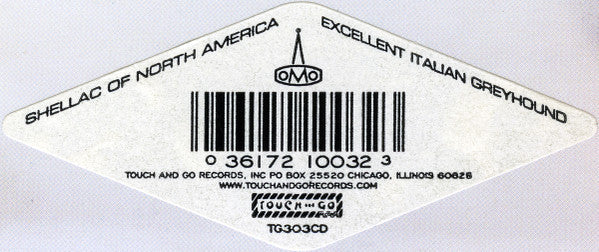 SHELLAC OF NORTH AMERICA
EXCELLENT ITALIAN GREYHOUND
OMO
0 36172 10032 3
TOUCH AND GO RECORDS, INC PO BOX 25520 CHICAGO, ILLINOIS 60625
WWW.TOUCHANDGORECORDS.COM
TOUCH AND GO
TG303CD